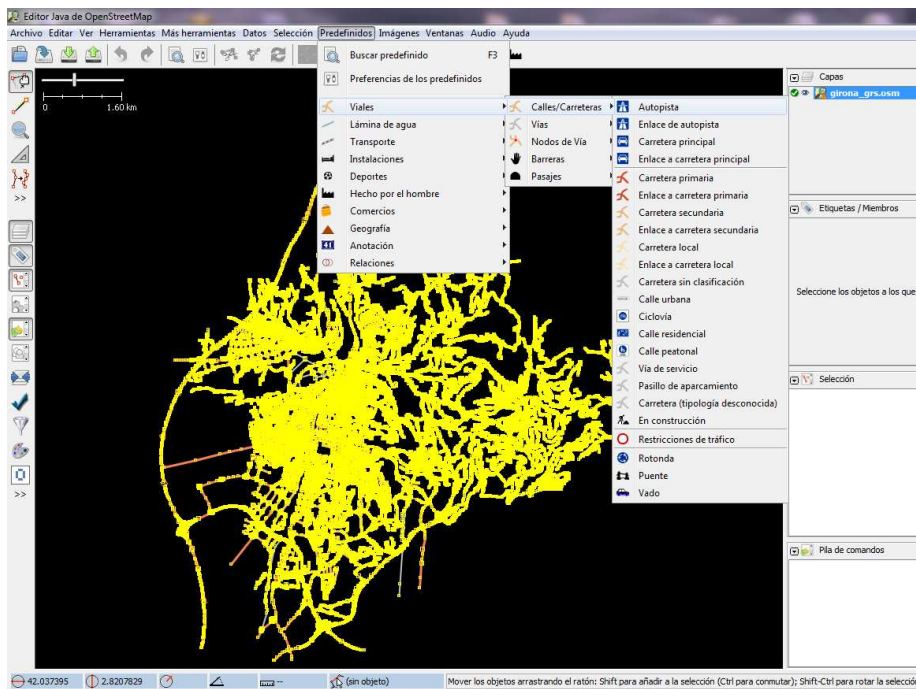 Editor Java de OpenStreetMap
Archivo Editar Ver Herramientas Más herramientas Datos Selección Predefinidos Imágenes Ventanas Audio Ayuda
Buscar predefinido F3
Preferencias de los predefinidos
Viales
Lámina de agua
Transporte
Instalaciones
Deportes
Hecho por el hombre
Comercios
Geografía
Anotación
Relaciones
Calles/Carreteras
Vías
Nodos de Vía
Barreras
Pasajes
Autopista
Enlace de autopista
Carretera principal
Enlace a carretera principal
Carretera primaria
Enlace a carretera primaria
Carretera secundaria
Enlace a carretera secundaria
Carretera local
Enlace a carretera local
Carretera sin clasificación
Calle urbana
Ciclovía
Calle residencial
Calle peatonal
Vía de servicio
Pasillo de aparcamiento
Carretera (tipología desconocida)
En construcción
Restricciones de tráfico
Rotonda
Puente
Vado
0 1.60 km
>>
>>
Capas
girona_grs.osm
Etiquetas / Miembros
Seleccione los objetos a los que
Selección
Pila de comandos
42.037395 2.8207829 -- (sin objeto) Mover los objetos arrastrando el ratón: Shift para añadir a la selección (Ctrl para conmutar); Shift-Ctrl para rotar la selecció